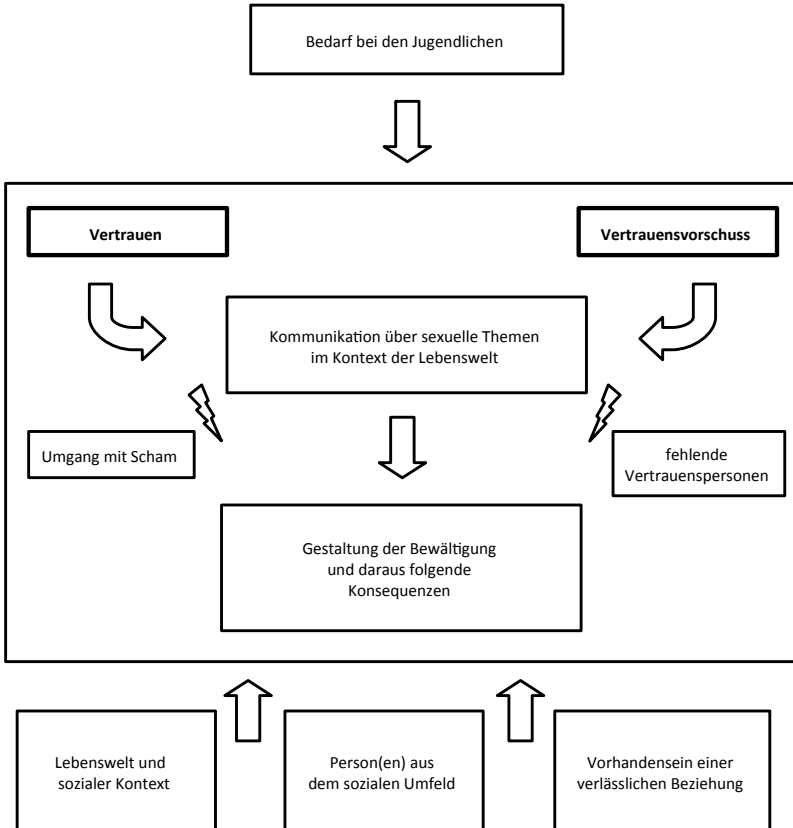 Bedarf bei den Jugendlichen
Vertrauen
Vertrauensvorschuss
Kommunikation über sexuelle Themen
im Kontext der Lebenswelt
Umgang mit Scham
fehlende
Vertrauenspersonen
Gestaltung der Bewältigung
und daraus folgende
Konsequenzen
Lebenswelt und
sozialer Kontext
Person(en) aus
dem sozialen Umfeld
Vorhandensein einer
verlässlichen Beziehung